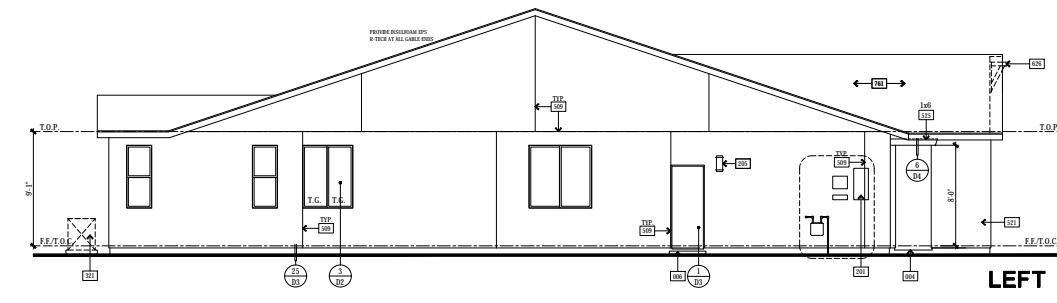 PROVIDE INSULFOAM EPS
R-TECH AT ALL GABLE ENDS
626
761
TYP.
509
1x6
525
T.O.P.
T.O.P.
205
TYP.
509
6
D4
9'-1"
8'-0"
T.G. T.G.
TYP.
509
TYP.
509
521
F.F./T.O.C.
F.F./T.O.C.
321
25
D3
3
D2
006
1
D3
201
004
LEFT